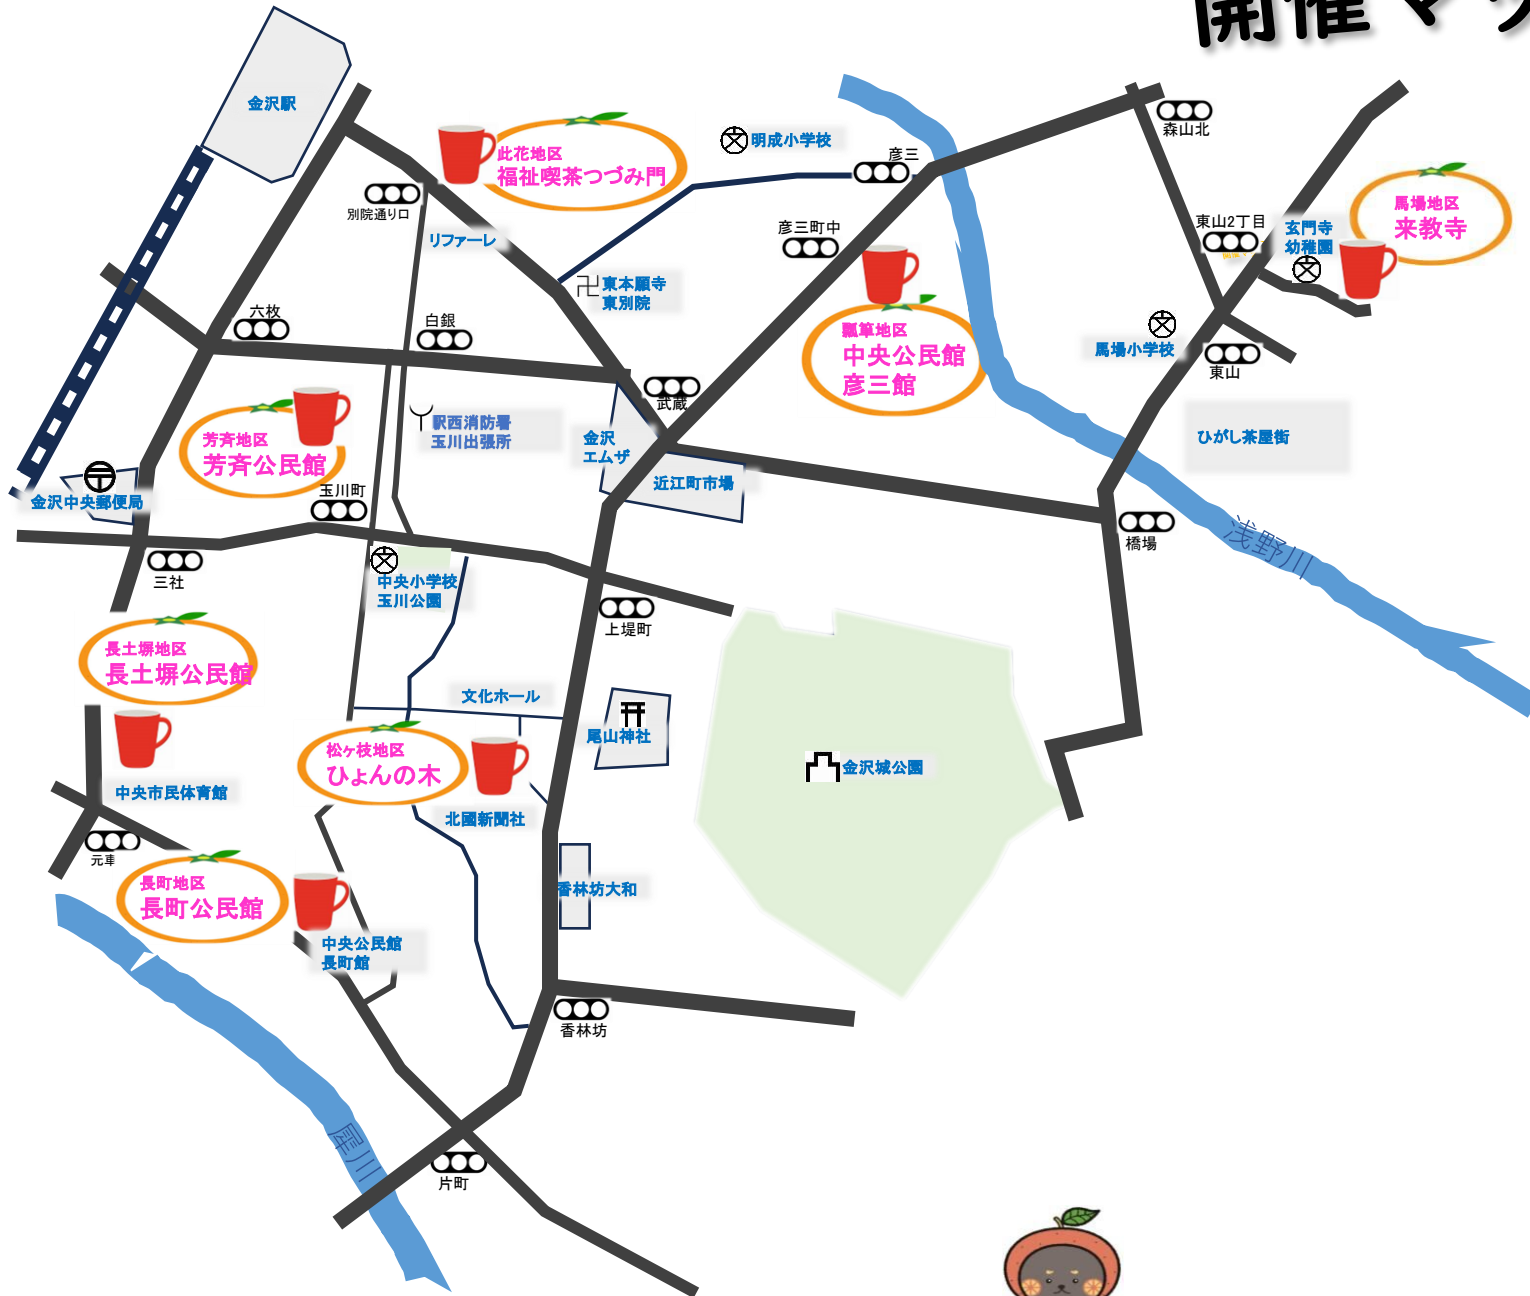 開催マッ
金沢駅
此花地区
福祉喫茶つづみ門
明成小学校
彦三
森山北
別院通り口
リファーレ
彦三町中
東山2丁目
玄門寺
幼稚園
馬場地区
来教寺
東本願寺
東別院
六枚
白銀
瓢箪地区
中央公民館
彦三館
馬場小学校
東山
武蔵
芳斉地区
芳斉公民館
駅西消防署
玉川出張所
金沢
エムザ
近江町市場
ひがし茶屋街
金沢中央郵便局
玉川町
橋場
浅野川
三社
中央小学校
玉川公園
上堤町
長土塀地区
長土塀公民館
文化ホール
尾山神社
松ヶ枝地区
ひょんの木
金沢城公園
中央市民体育館
北國新聞社
元車
長町地区
長町公民館
香林坊大和
中央公民館
長町館
香林坊
犀川
片町